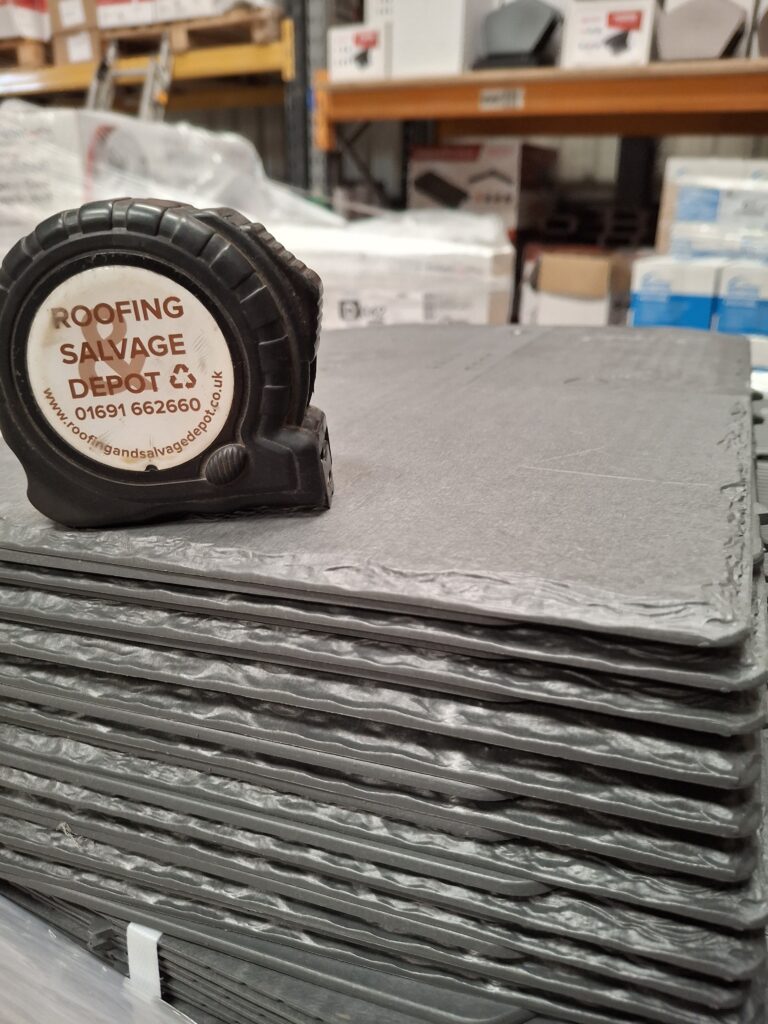 ROOFING
&
SALVAGE
DEPOT
01691 662660
www.roofingandsalvagedepot.co.uk